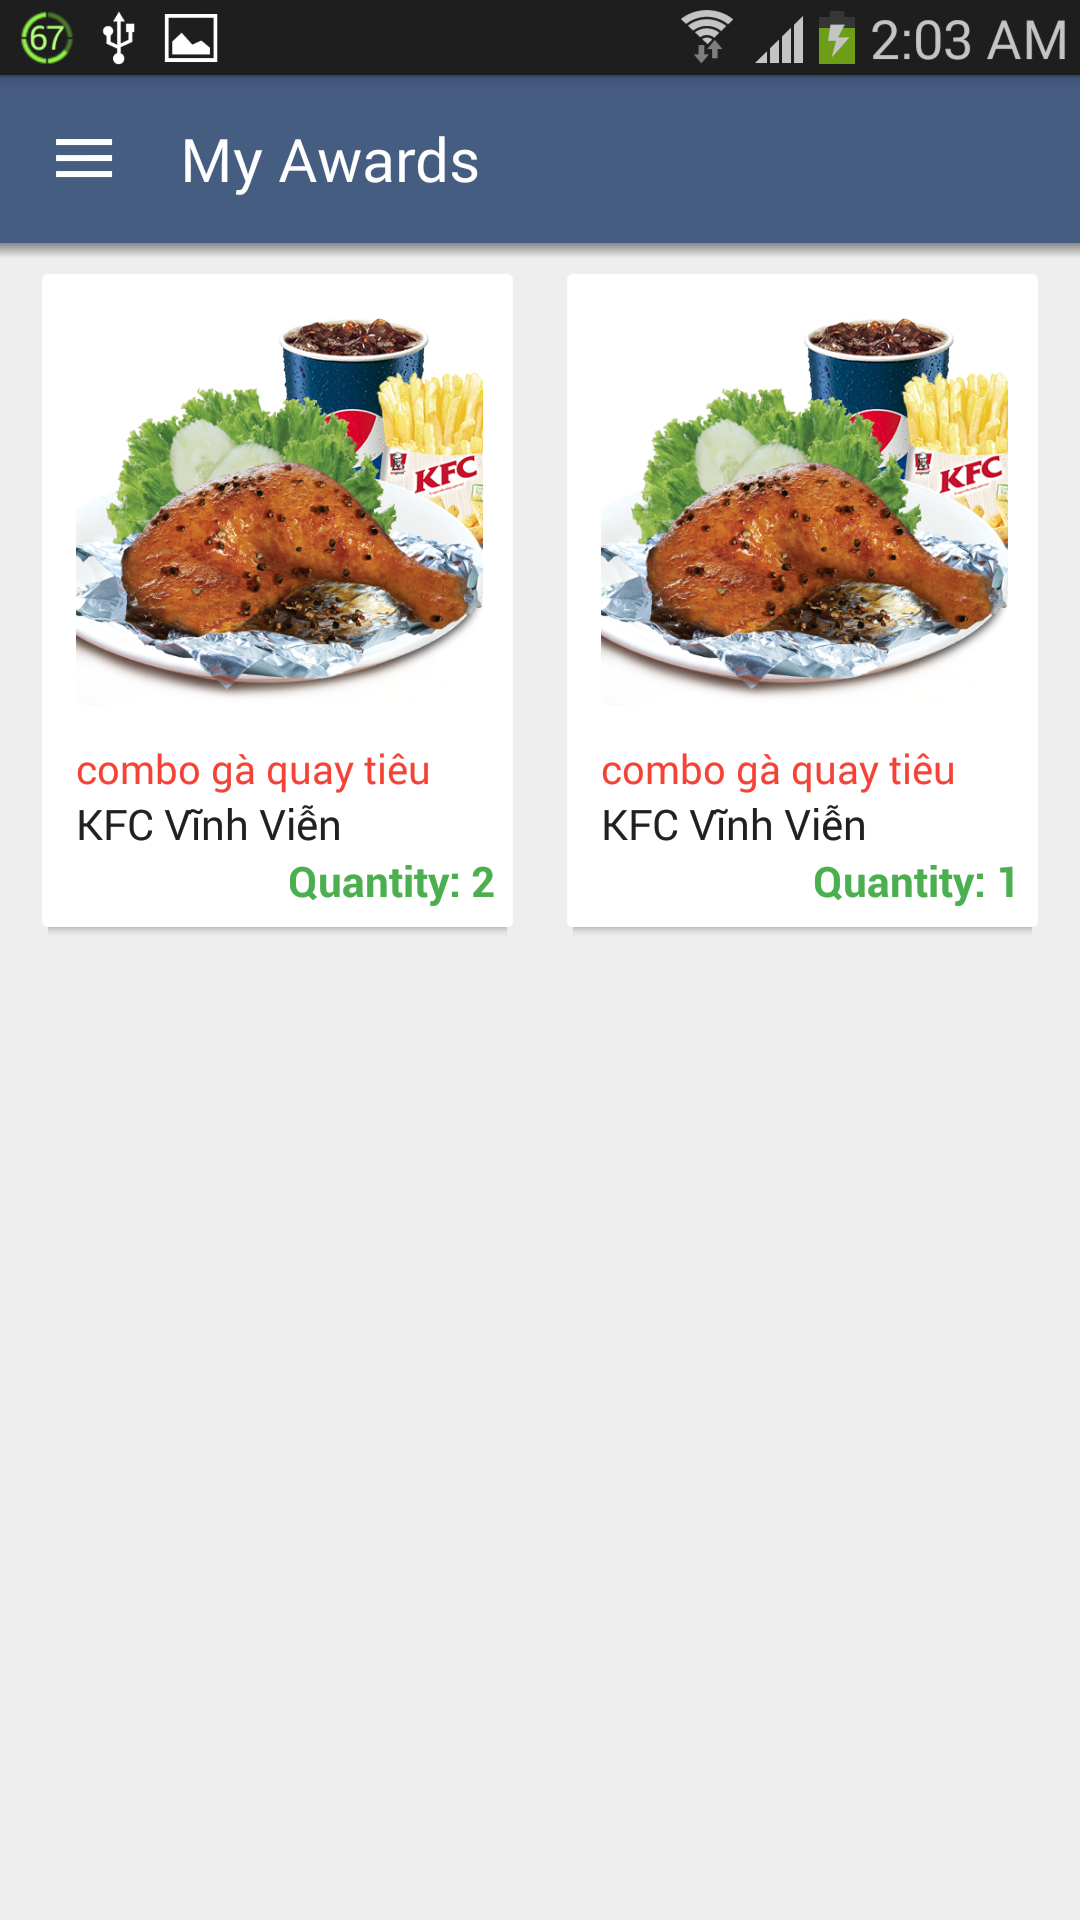 67 2:03 AM
My Awards
KFC
KFC
combo gà quay tiêu
KFC Vĩnh Viễn
Quantity: 2
combo gà quay tiêu
KFC Vĩnh Viễn
Quantity: 1